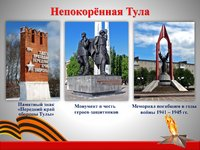 Непокорённая Тула
Памятный знак
«Передний край
обороны Тулы»
Монумент в честь
героев-защитников
Мемориал погибшим в годы
войны 1941 – 1945 гг.